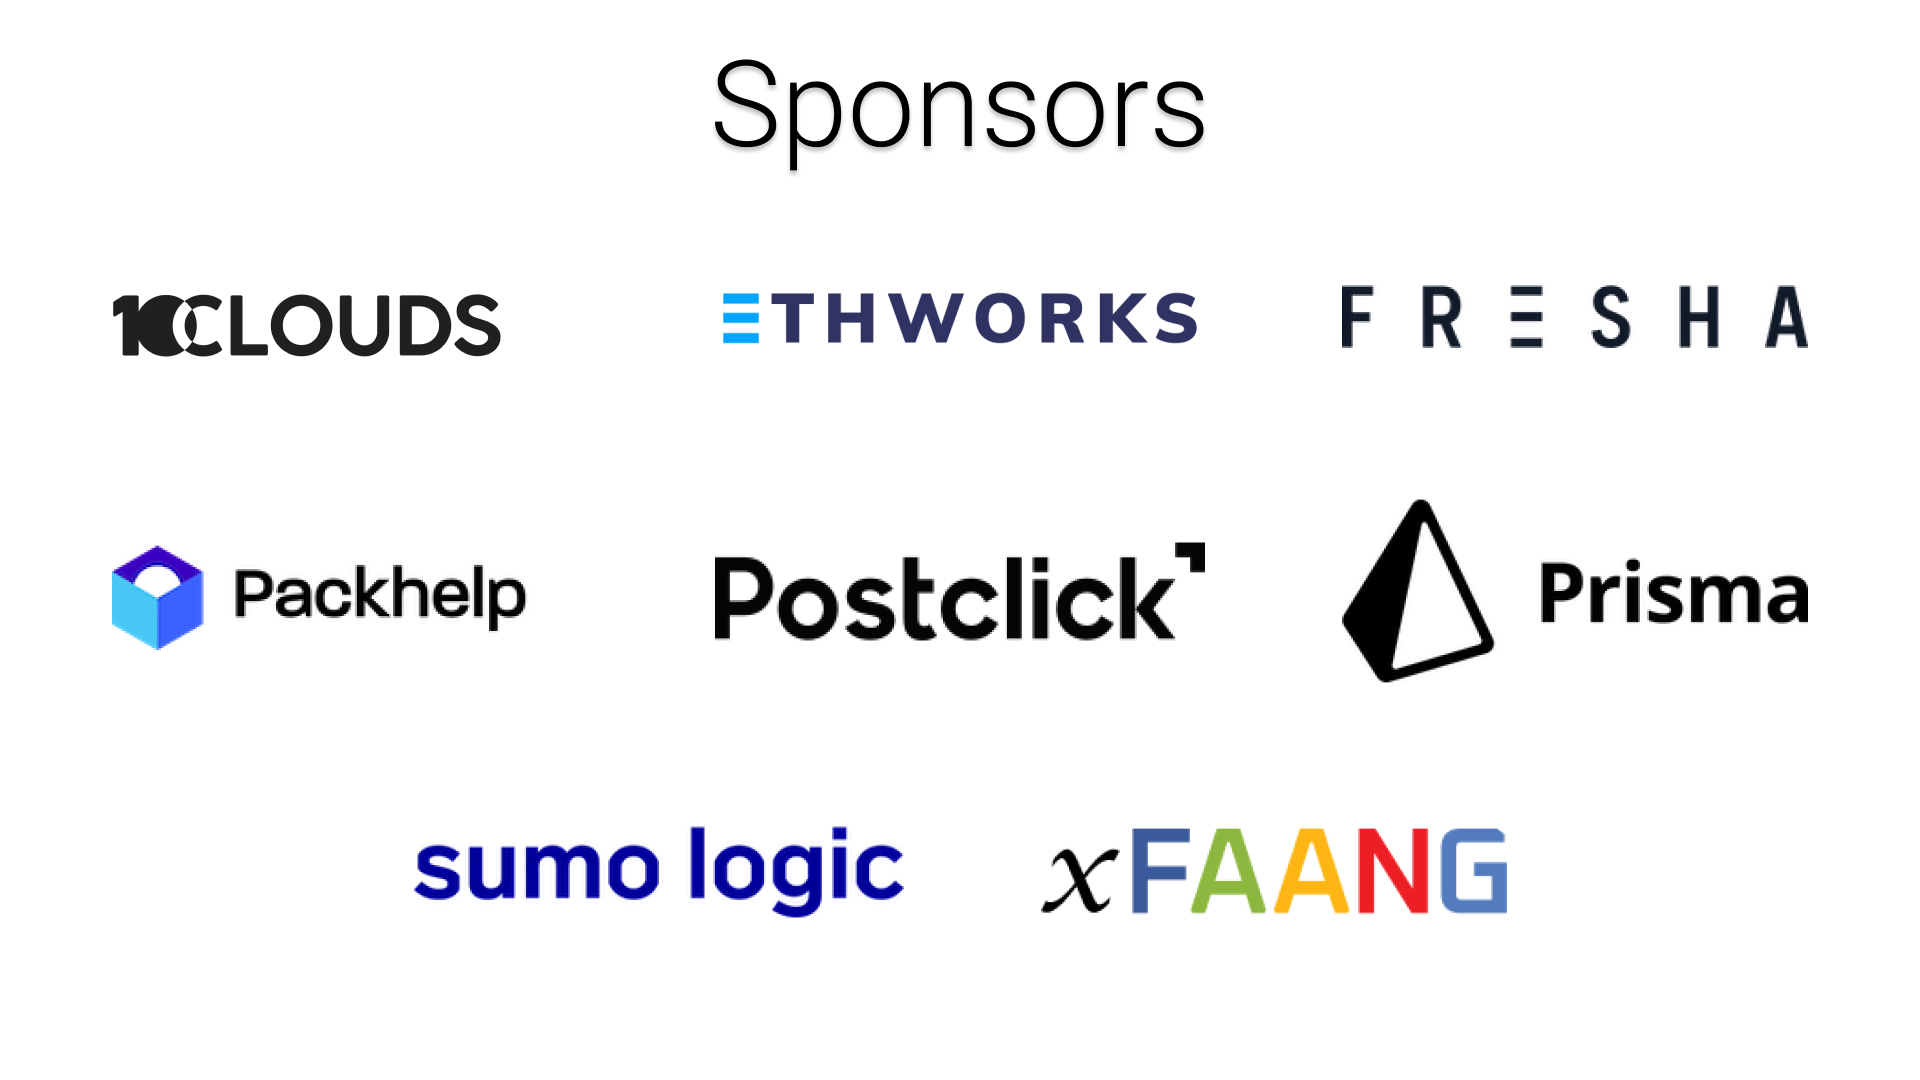 Sponsors
10CLOUDS
ETHWORKS
FRESHA
Packhelp
Postclick
Prisma
sumo logic
xFAANG